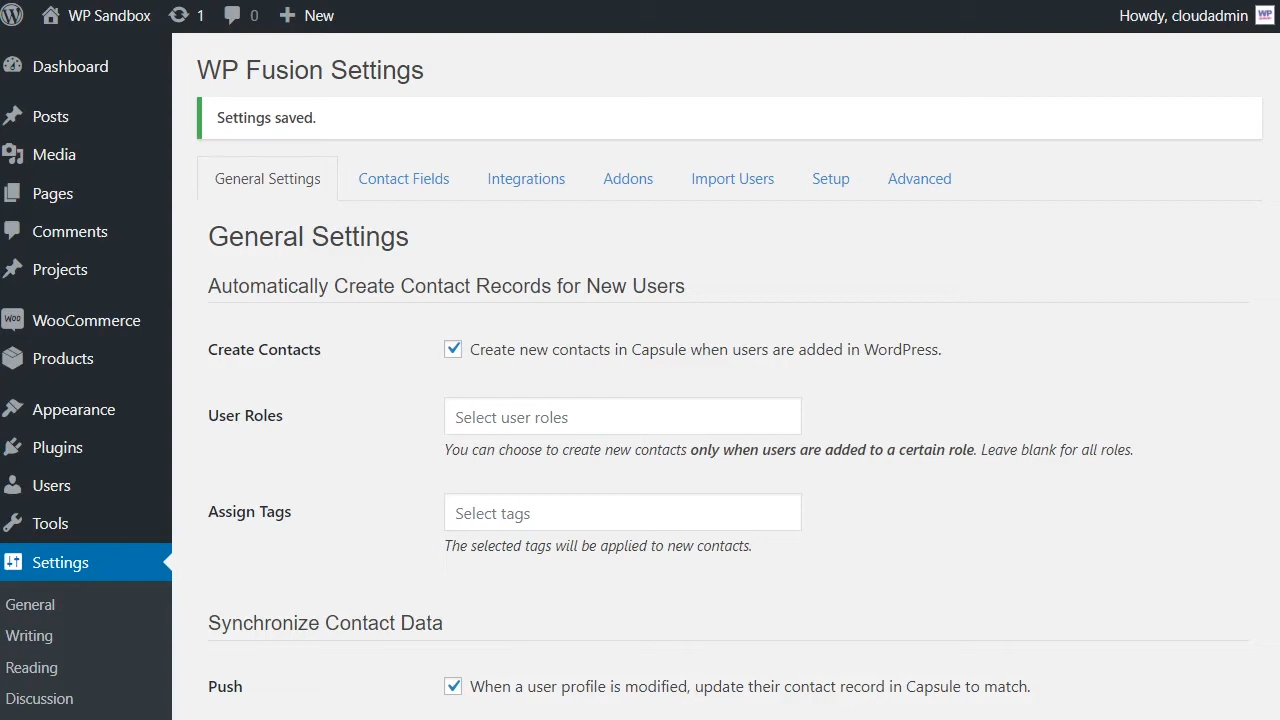 WP Sandbox 1 0 New Howdy, cloudadmin
Dashboard
Posts
Media
Pages
Comments
Projects
WooCommerce
Products
Appearance
Plugins
Users
Tools
Settings
General
Writing
Reading
Discussion
WP Fusion Settings
Settings saved.
General Settings Contact Fields Integrations Addons Import Users Setup Advanced
General Settings
Automatically Create Contact Records for New Users
Create Contacts Create new contacts in Capsule when users are added in WordPress.
User Roles Select user roles
You can choose to create new contacts only when users are added to a certain role. Leave blank for all roles.
Assign Tags Select tags
The selected tags will be applied to new contacts.
Synchronize Contact Data
Push When a user profile is modified, update their contact record in Capsule to match.